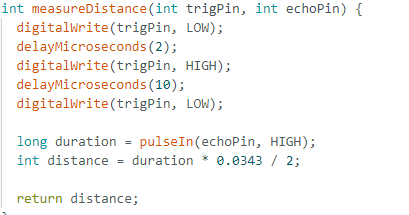 int measureDistance(int trigPin, int echoPin) {
  digitalWrite(trigPin, LOW);
  delayMicroseconds(2);
  digitalWrite(trigPin, HIGH);
  delayMicroseconds(10);
  digitalWrite(trigPin, LOW);

  long duration = pulseIn(echoPin, HIGH);
  int distance = duration * 0.0343 / 2;

  return distance;